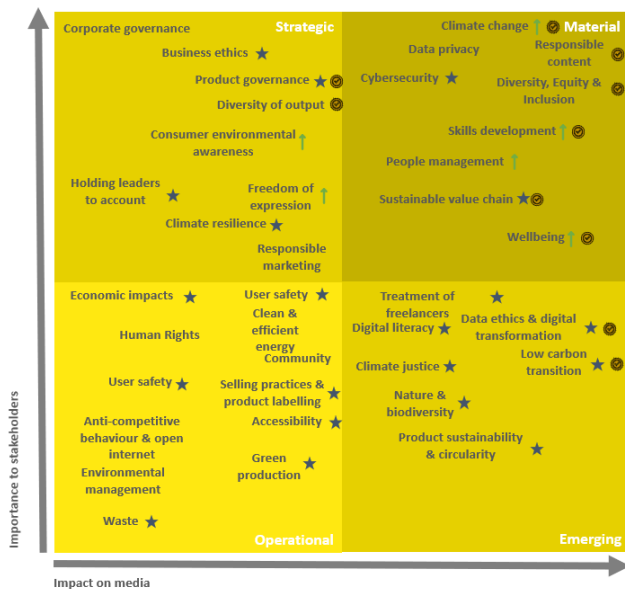 Corporate governance
Strategic
Climate change
Material
Business ethics
Data privacy
Responsible
content
Product governance
Cybersecurity
Diversity, Equity &
Inclusion
Diversity of output
Consumer environmental
awareness
Skills development
People management
Holding leaders
to account
Freedom of
expression
Sustainable value chain
Climate resilience
Wellbeing
Responsible
marketing
Economic impacts
User safety
Treatment of
freelancers
Human Rights
Clean &
efficient
energy
Digital literacy
Data ethics & digital
transformation
Community
Climate justice
Low carbon
transition
User safety
Selling practices &
product labelling
Nature &
biodiversity
Anti-competitive
behaviour & open
internet
Accessibility
Product sustainability
& circularity
Environmental
management
Green
production
Waste
Operational
Emerging
Importance to stakeholders
Impact on media